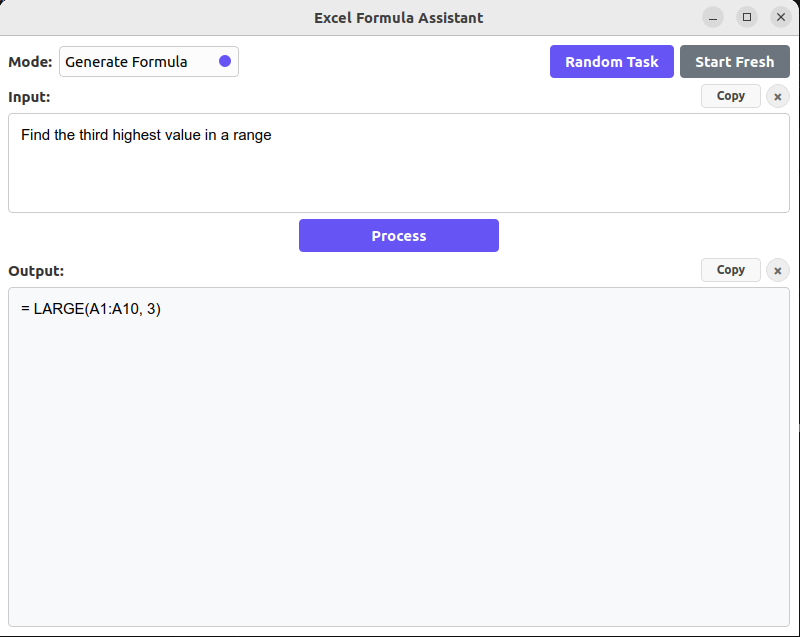 Excel Formula Assistant
Mode: Generate Formula Random Task Start Fresh
Input: Copy ×
Find the third highest value in a range
Process
Output: Copy ×
= LARGE(A1:A10, 3)